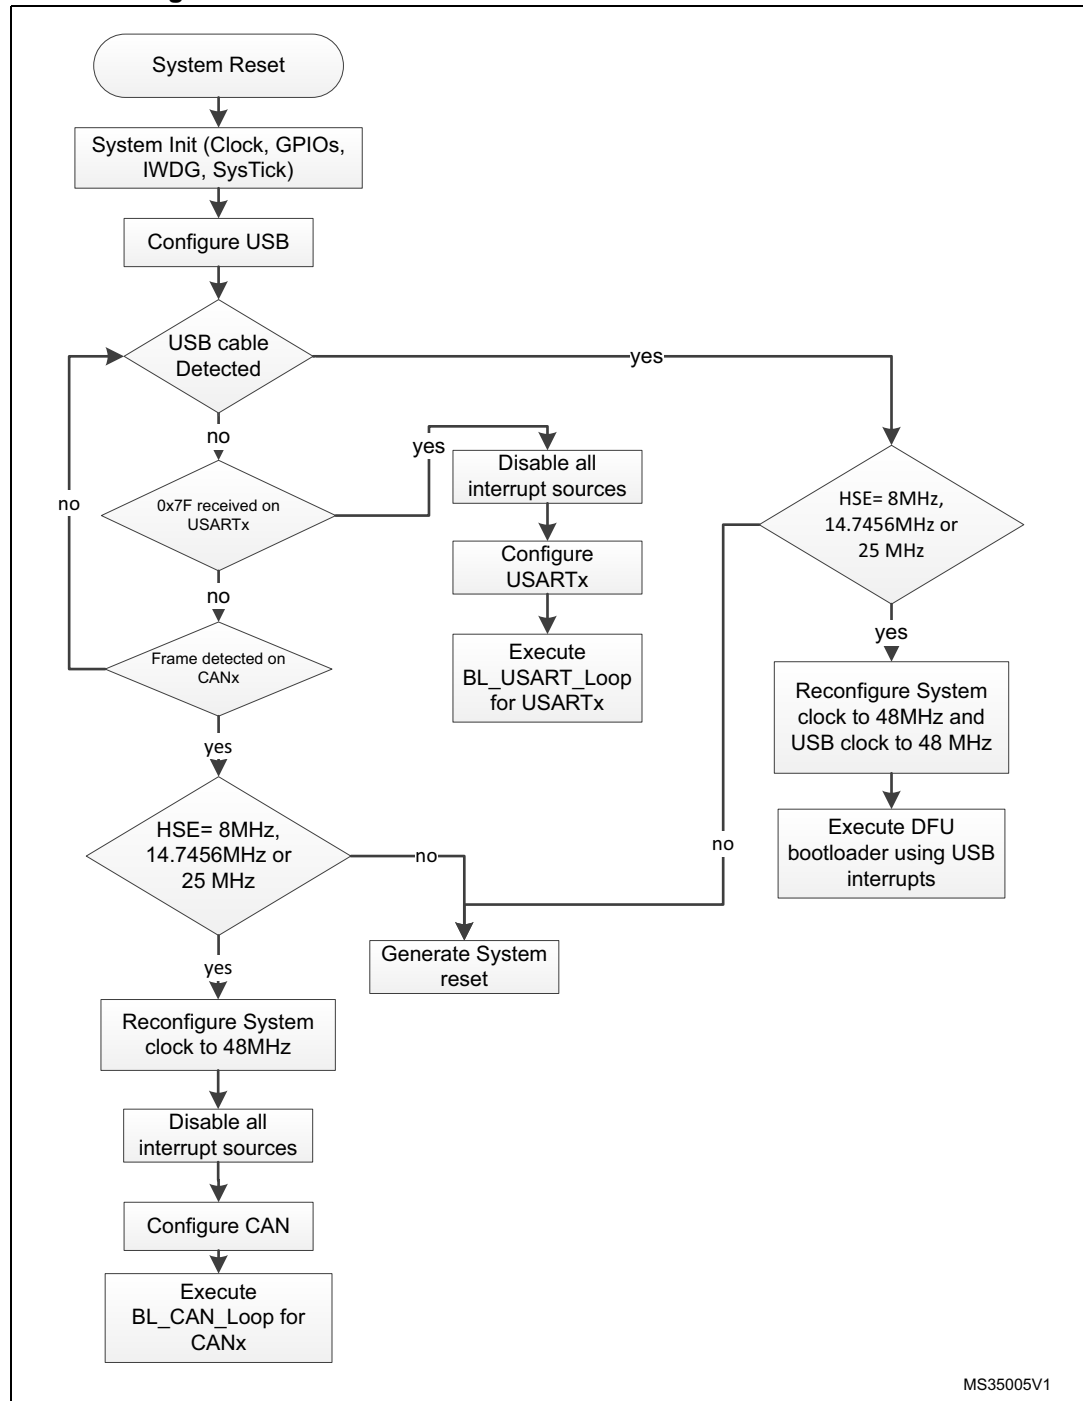 System Reset
System Init (Clock, GPIOs,
IWDG, SysTick)
Configure USB
USB cable
Detected
yes
no
0x7F received on
USARTx
yes
Disable all
interrupt sources
Configure
USARTx
Execute
BL_USART_Loop
for USARTx
no
no
Frame detected on
CANx
yes
HSE= 8MHz,
14.7456MHz or
25 MHz
yes
Reconfigure System
clock to 48MHz and
USB clock to 48 MHz
Execute DFU
bootloader using USB
interrupts
no
HSE= 8MHz,
14.7456MHz or
25 MHz
no
Generate System
reset
yes
Reconfigure System
clock to 48MHz
Disable all
interrupt sources
Configure CAN
Execute
BL_CAN_Loop for
CANx
MS35005V1